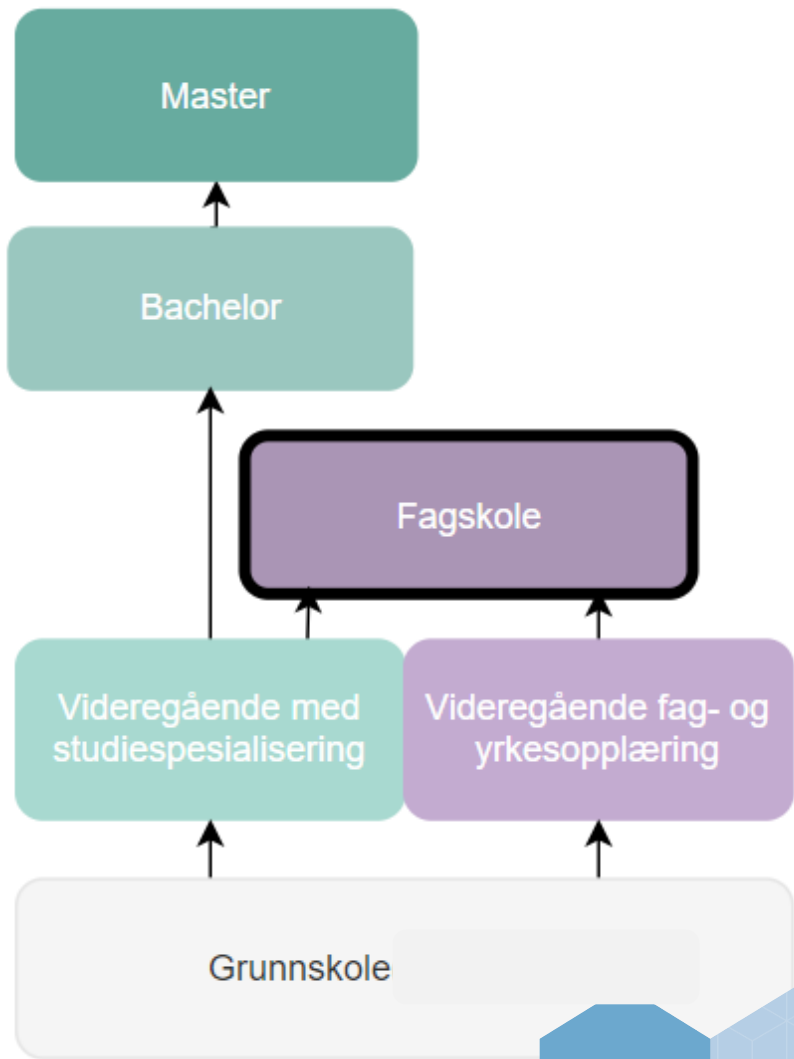 Master
Bachelor
Fagskole
Videregående med
studiespesialisering
Videregående fag- og
yrkesopplæring
Grunnskole